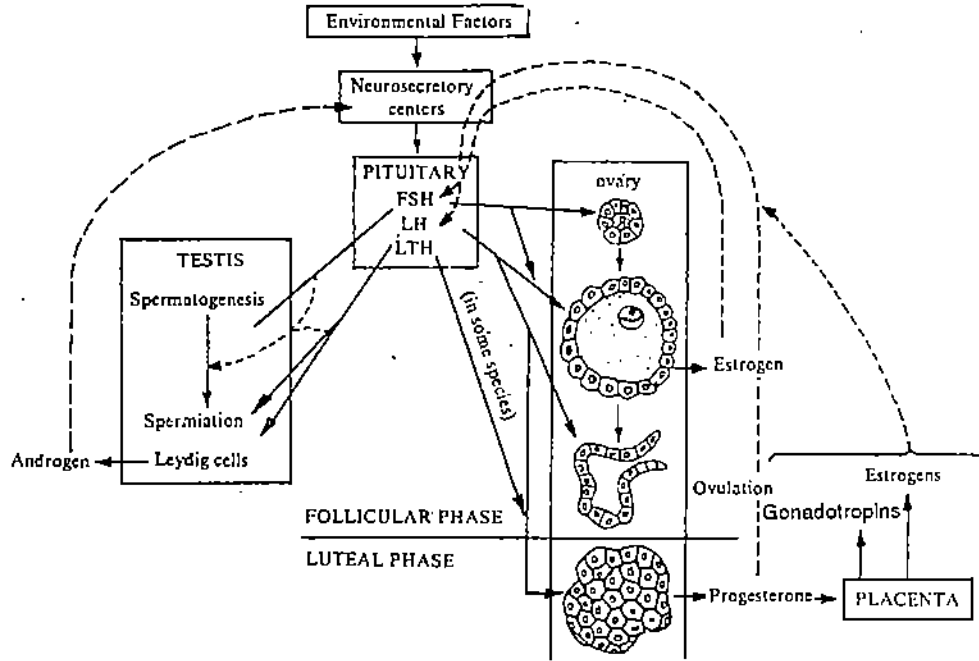 Environmental Factors
Neurosecretory
centers
PITUITARY
FSH
LH
LTH
ovary
TESTIS
Spermatogenesis
(in some species)
Estrogen
Spermiation
Androgen
Leydig cells
Ovulation
Estrogens
Gonadotropins
FOLLICULAR PHASE
LUTEAL PHASE
Progesterone
PLACENTA